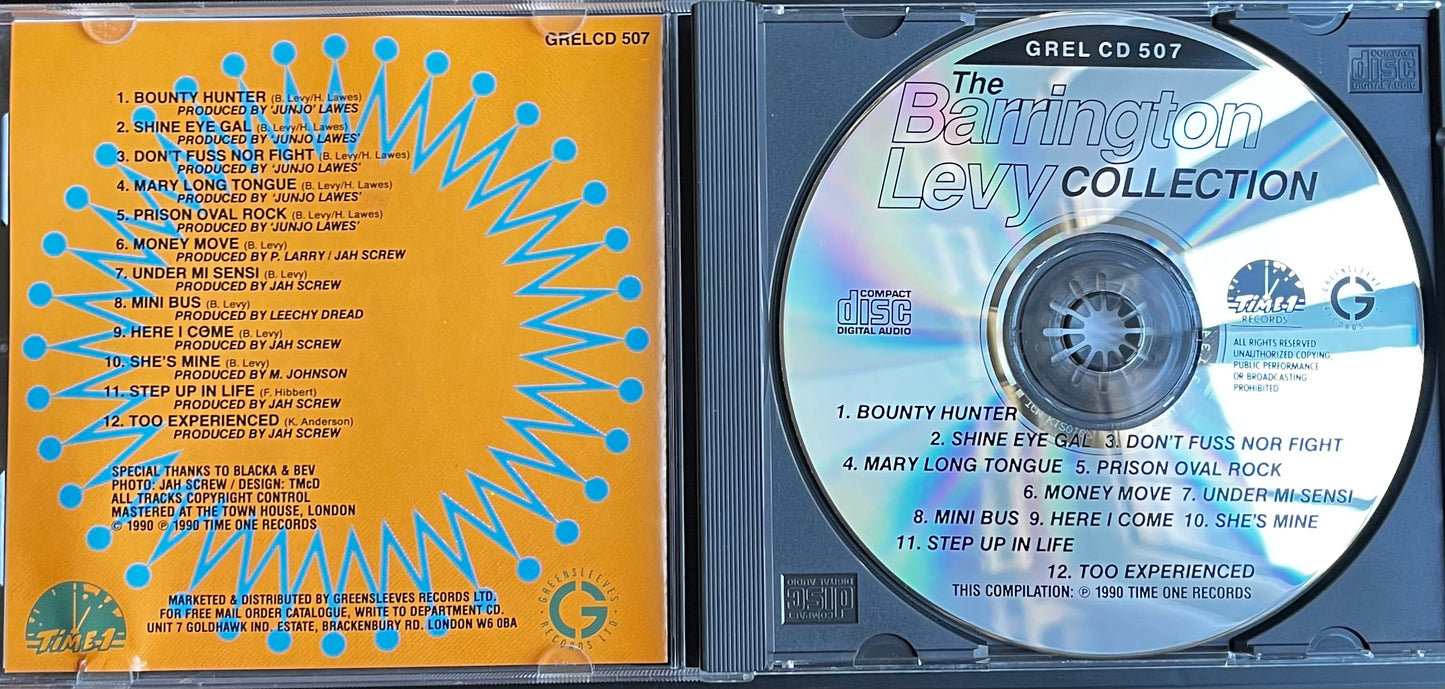 GRELCD 507
1. BOUNTY HUNTER (B. Levy/H. Lawes)
PRODUCED BY 'JUNJO' LAWES
2. SHINE EYE GAL (B. Levy/H. Lawes)
PRODUCED BY 'JUNJO LAWES'
3. DON'T FUSS NOR FIGHT (B. Levy/H. Lawes)
PRODUCED BY 'JUNJO LAWES'
4. MARY LONG TONGUE (B. Levy/H. Lawes)
PRODUCED BY 'JUNJO LAWES'
5. PRISON OVAL ROCK (B. Levy/H. Lawes)
PRODUCED BY 'JUNJO LAWES'
6. MONEY MOVE (B. Levy)
PRODUCED BY P. LARRY / JAH SCREW
7. UNDER MI SENSI (B. Levy)
PRODUCED BY JAH SCREW
8. MINI BUS (B. Levy)
PRODUCED BY LEECHY DREAD
9. HERE I COME (B. Levy)
PRODUCED BY JAH SCREW
10. SHE'S MINE (B. Levy)
PRODUCED BY M. JOHNSON
11. STEP UP IN LIFE (F. Hibbert)
PRODUCED BY JAH SCREW
12. TOO EXPERIENCED (K. Anderson)
PRODUCED BY JAH SCREW
SPECIAL THANKS TO BLACKA & BEV
PHOTO: JAH SCREW / DESIGN: TMcD
ALL TRACKS COPYRIGHT CONTROL
MASTERED AT THE TOWN HOUSE, LONDON
© 1990 ℗ 1990 TIME ONE RECORDS
TIME-1
MARKETED & DISTRIBUTED BY GREENSLEEVES RECORDS LTD.
FOR FREE MAIL ORDER CATALOGUE, WRITE TO DEPARTMENT CD.
UNIT 7 GOLDHAWK IND. ESTATE, BRACKENBURY RD. LONDON W6 0BA
GREENSLEEVES
RECORDS LTD
G
GREL CD 507
The
Barrington
Levy COLLECTION
COMPACT
disc
DIGITAL AUDIO
TIME-1
RECORDS
GREENSLEEVES
RECORDS
G
ALL RIGHTS RESERVED
UNAUTHORIZED COPYING,
PUBLIC PERFORMANCE
OR BROADCASTING
PROHIBITED
1. BOUNTY HUNTER
2. SHINE EYE GAL 3. DON'T FUSS NOR FIGHT
4. MARY LONG TONGUE 5. PRISON OVAL ROCK
6. MONEY MOVE 7. UNDER MI SENSI
8. MINI BUS 9. HERE I COME 10. SHE'S MINE
11. STEP UP IN LIFE
12. TOO EXPERIENCED
THIS COMPILATION: ℗ 1990 TIME ONE RECORDS
COMPACT
disc
DIGITAL AUDIO
COMPACT
disc
DIGITAL AUDIO